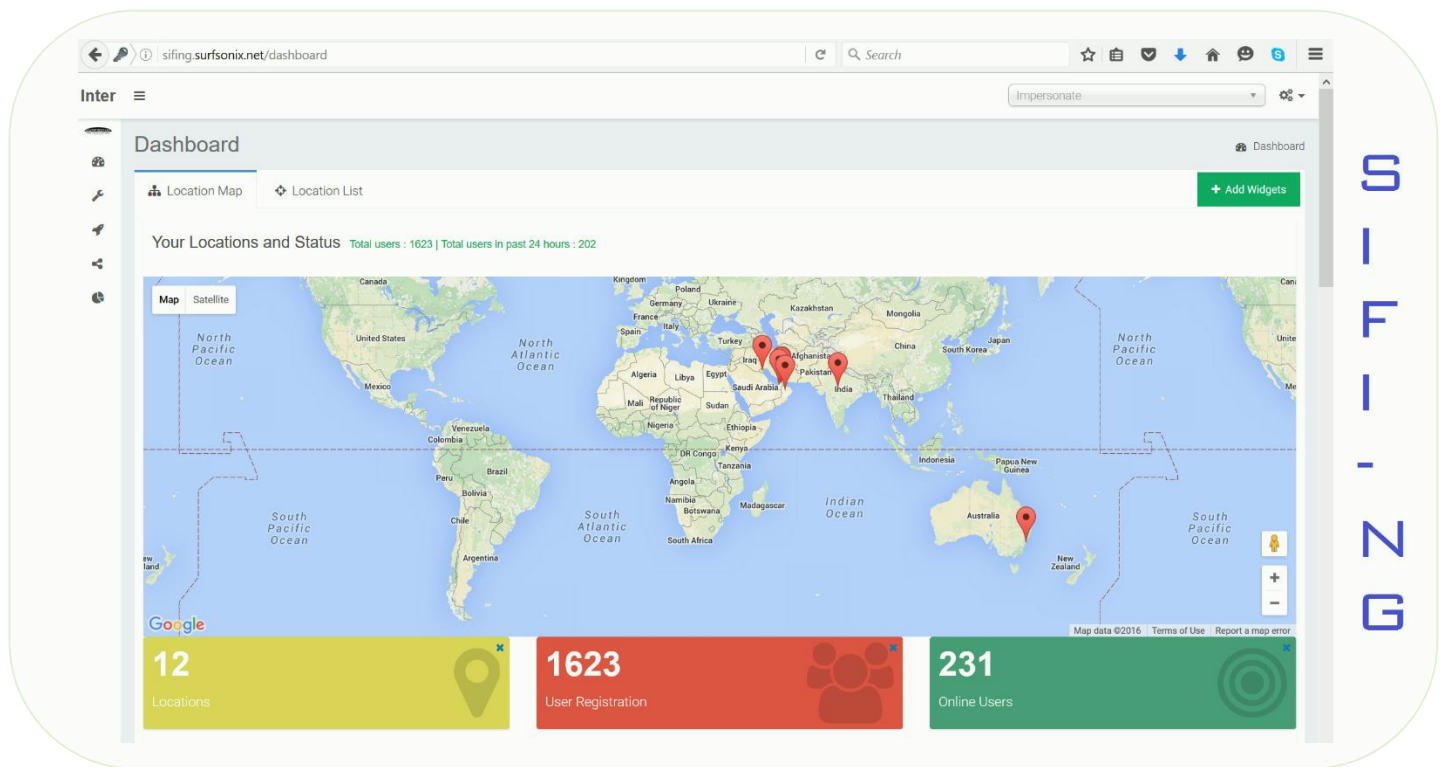 sifing.surfsonix.net/dashboard
Search
Inter
Impersonate
Dashboard
Dashboard
Location Map
Location List
+ Add Widgets
Your Locations and Status Total users : 1623 | Total users in past 24 hours : 202
Map Satellite
Canada
Kingdom
Poland
Germany
Ukraine
France
Italy
Spain
Kazakhstan
Mongolia
Turkey
Iraq
Afghanista
China
South Korea
Japan
Pakistan
India
Thailand
United States
Mexico
North
Pacific
Ocean
North
Atlantic
Ocean
Algeria
Libya
Egypt
Saudi Arabia
Mali
Republic
of Niger
Sudan
Nigeria
Ethiopia
DR Congo
Kenya
Tanzania
Angola
Namibia
Botswana
Madagascar
South Africa
Venezuela
Colombia
Peru
Brazil
Bolivia
Chile
Argentina
South
Pacific
Ocean
South
Atlantic
Ocean
Indian
Ocean
Indonesia
Papua New
Guinea
Australia
New
Zealand
North
Pacific
Ocean
South
Pacific
Ocean
Can
Unite
Me
ew
land
+
−
Google
Map data ©2016 Terms of Use Report a map error
12
Locations
1623
User Registration
231
Online Users
S
I
F
I
-
N
G